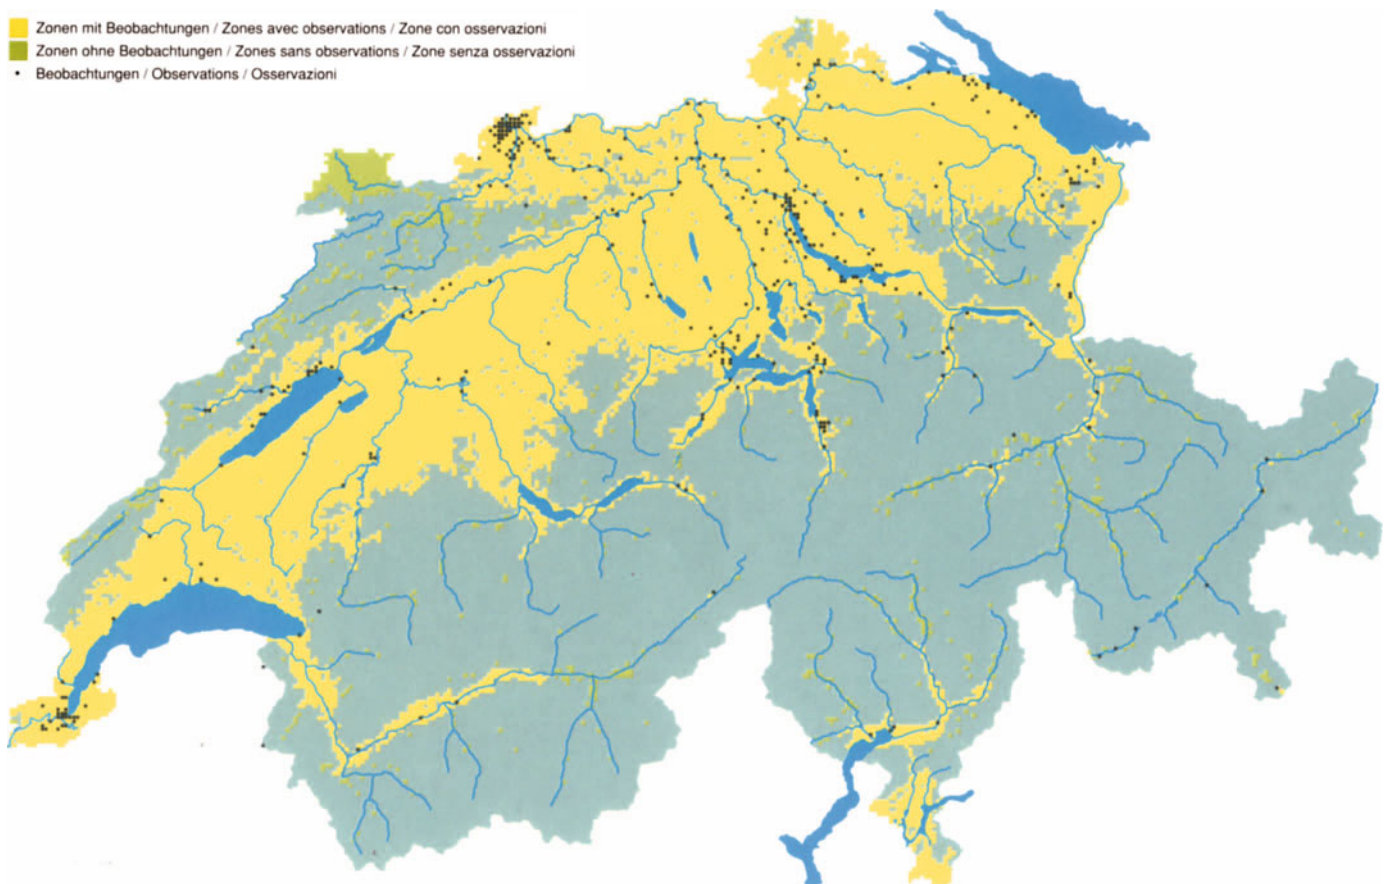 Zonen mit Beobachtungen / Zones avec observations / Zone con osservazioni
Zonen ohne Beobachtungen / Zones sans observations / Zone senza osservazioni
Beobachtungen / Observations / Osservazioni